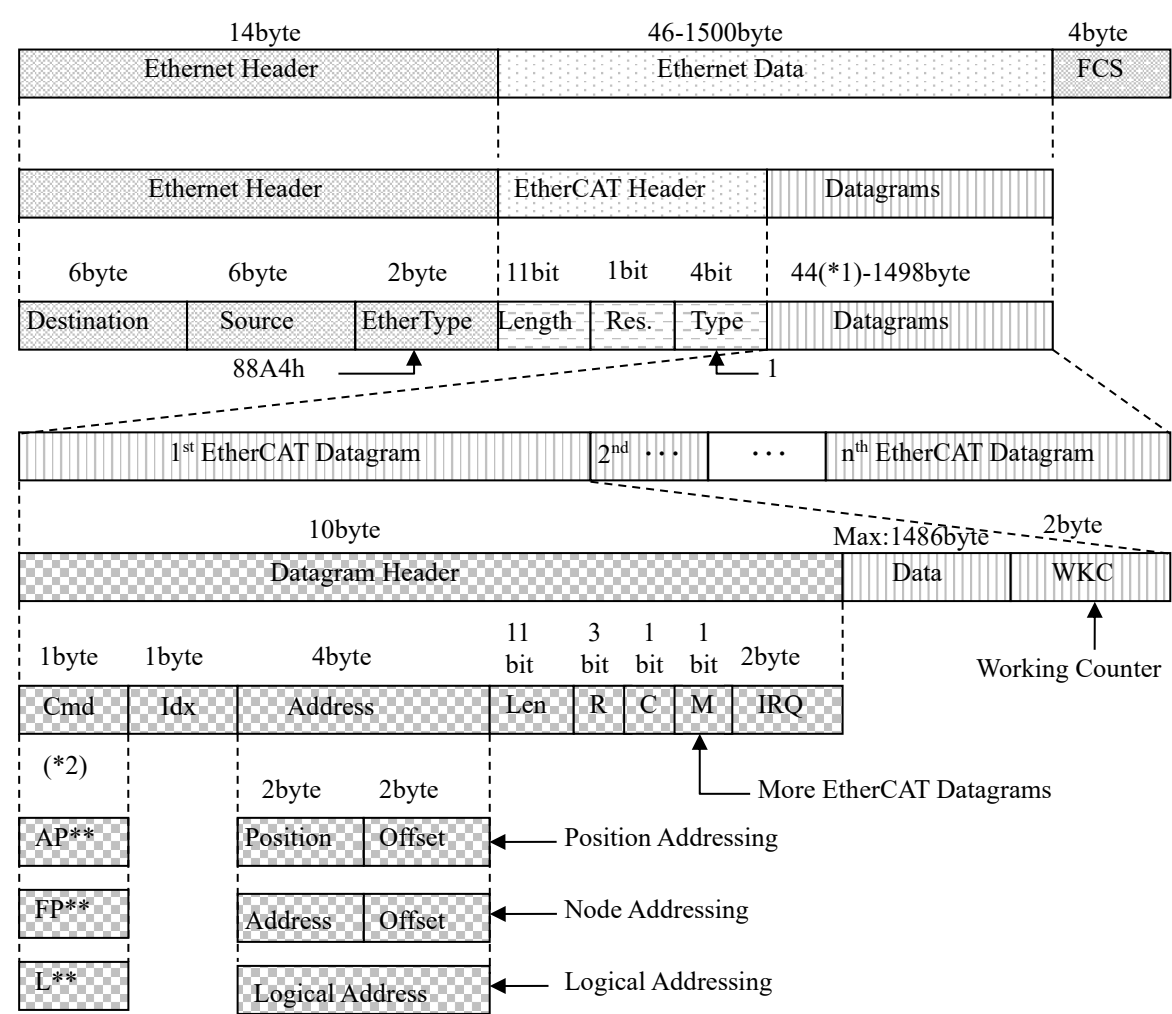 14byte 46-1500byte 4byte
Ethernet Header Ethernet Data FCS
Ethernet Header EtherCAT Header Datagrams
6byte 6byte 2byte 11bit 1bit 4bit 44(*1)-1498byte
Destination Source EtherType Length Res. Type Datagrams
88A4h 1
1st EtherCAT Datagram 2nd ··· ··· nth EtherCAT Datagram
10byte Max:1486byte 2byte
Datagram Header Data WKC
Working Counter
1byte 1byte 4byte 11 bit 3 bit 1 bit 1 bit 2byte
Cmd Idx Address Len R C M IRQ
(*2)
More EtherCAT Datagrams
2byte 2byte
AP** Position Offset Position Addressing
FP** Address Offset Node Addressing
L** Logical Address Logical Addressing